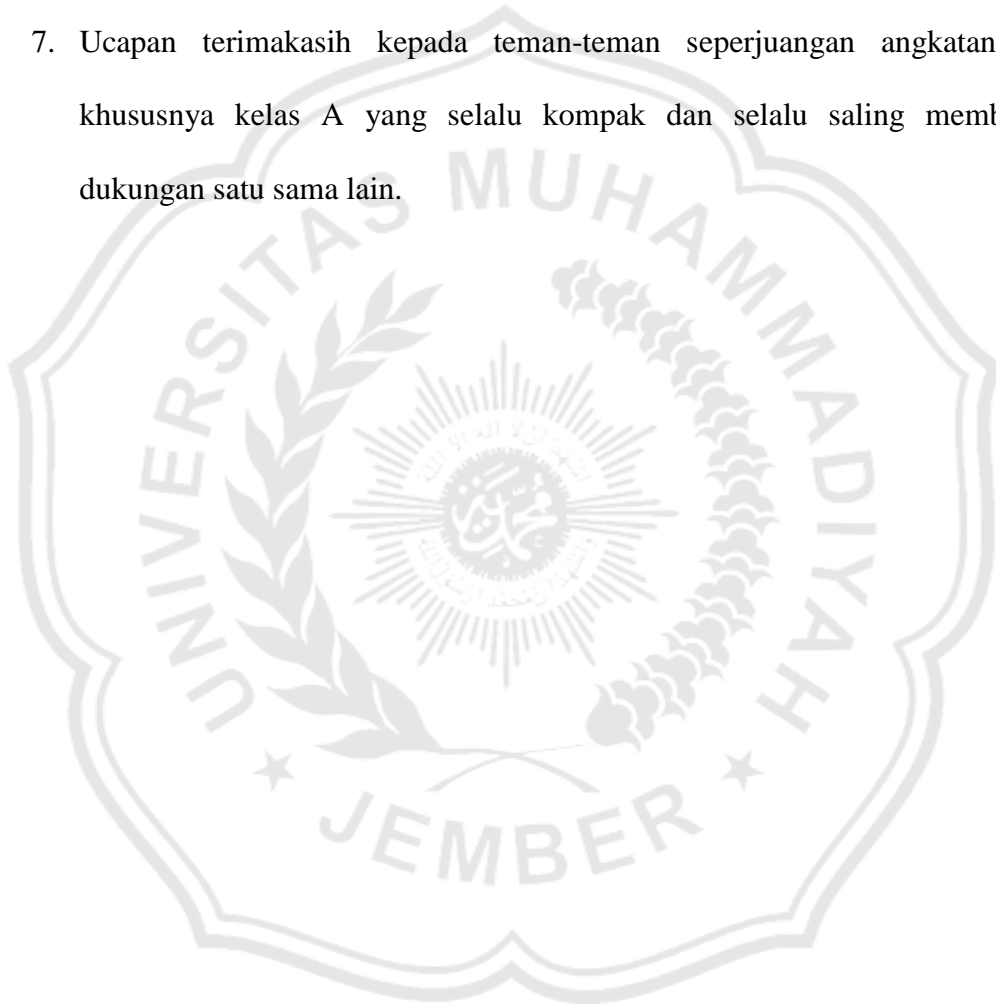 7. Ucapan terimakasih kepada teman-teman seperjuangan angkatan
khususnya kelas A yang selalu kompak dan selalu saling memb
dukungan satu sama lain.
UNIVERSITAS MUHAMMADIYAH
JEMBER